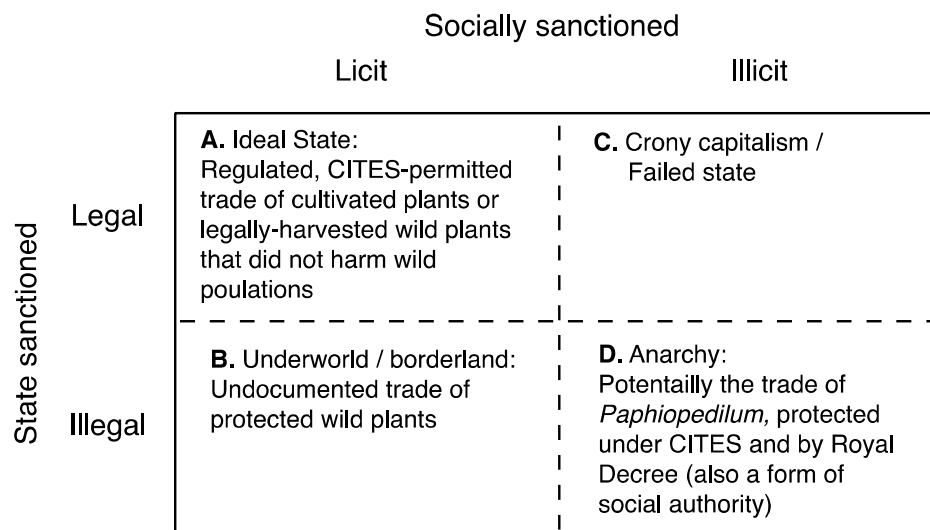 Socially sanctioned
Licit
Illicit
State sanctioned
Legal
Illegal
A. Ideal State:
Regulated, CITES-permitted
trade of cultivated plants or
legally-harvested wild plants
that did not harm wild
poulations
C. Crony capitalism /
Failed state
B. Underworld / borderland:
Undocumented trade of
protected wild plants
D. Anarchy:
Potentailly the trade of
Paphiopedilum, protected
under CITES and by Royal
Decree (also a form of
social authority)